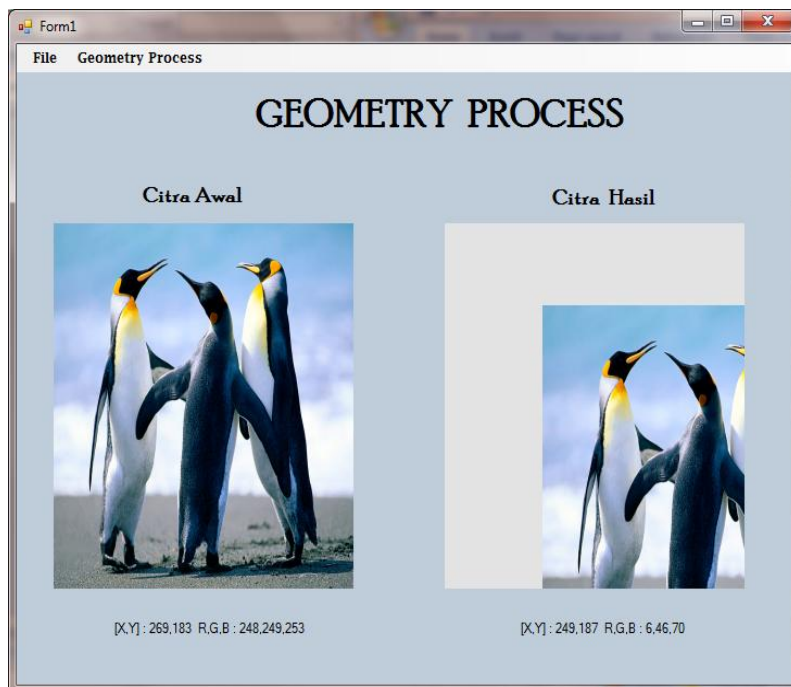 Form1
File Geometry Process
GEOMETRY PROCESS
Citra Awal
Citra Hasil
[X,Y] : 269,183 R,G,B : 248,249,253
[X,Y] : 249,187 R,G,B : 6,46,70